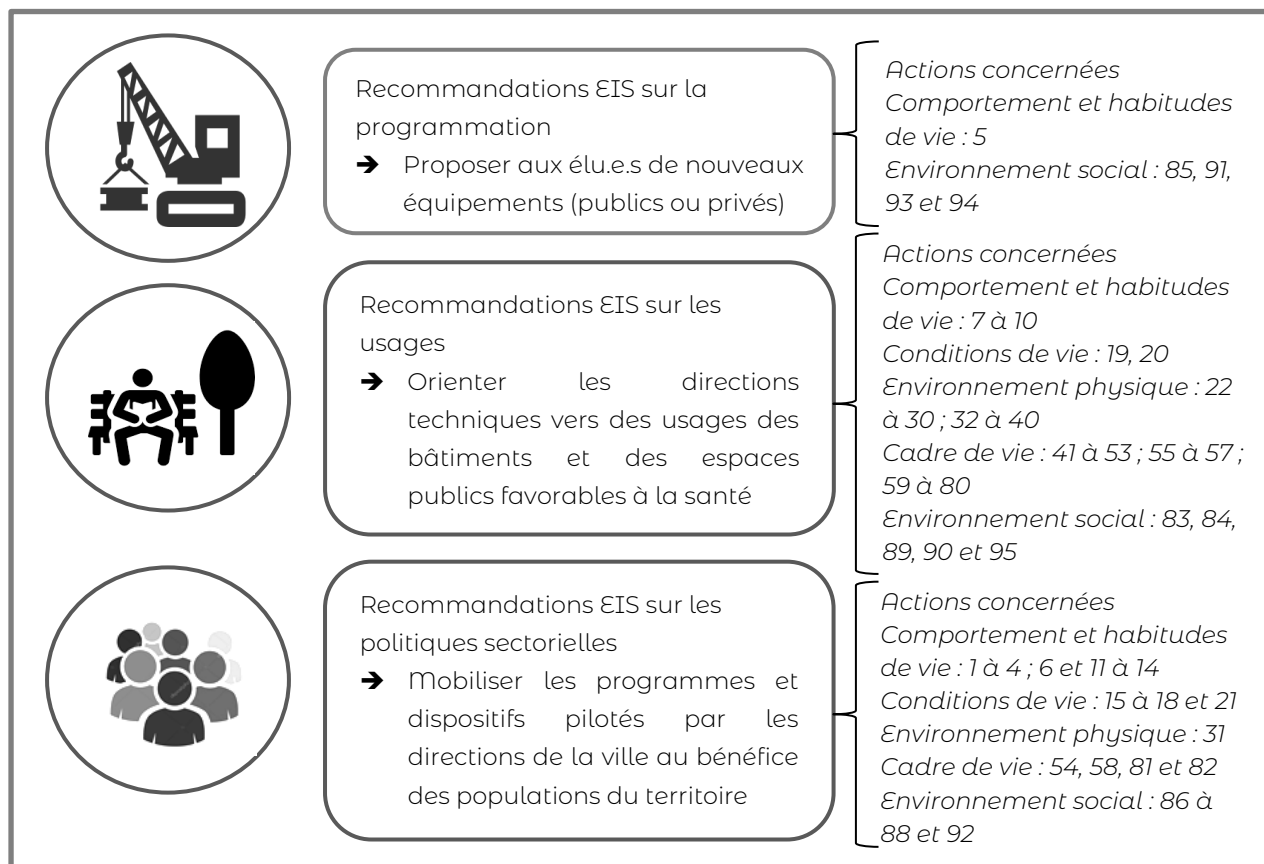 Recommandations EIS sur la
programmation
➔ Proposer aux élu.e.s de nouveaux
équipements (publics ou privés)
Actions concernées
Comportement et habitudes
de vie : 5
Environnement social : 85, 91,
93 et 94
Recommandations EIS sur les
usages
➔ Orienter les directions
techniques vers des usages des
bâtiments et des espaces
publics favorables à la santé
Actions concernées
Comportement et habitudes
de vie : 7 à 10
Conditions de vie : 19, 20
Environnement physique : 22
à 30 ; 32 à 40
Cadre de vie : 41 à 53 ; 55 à 57 ;
59 à 80
Environnement social : 83, 84,
89, 90 et 95
Recommandations EIS sur les
politiques sectorielles
➔ Mobiliser les programmes et
dispositifs pilotés par les
directions de la ville au bénéfice
des populations du territoire
Actions concernées
Comportement et habitudes
de vie : 1 à 4 ; 6 et 11 à 14
Conditions de vie : 15 à 18 et 21
Environnement physique : 31
Cadre de vie : 54, 58, 81 et 82
Environnement social : 86 à
88 et 92